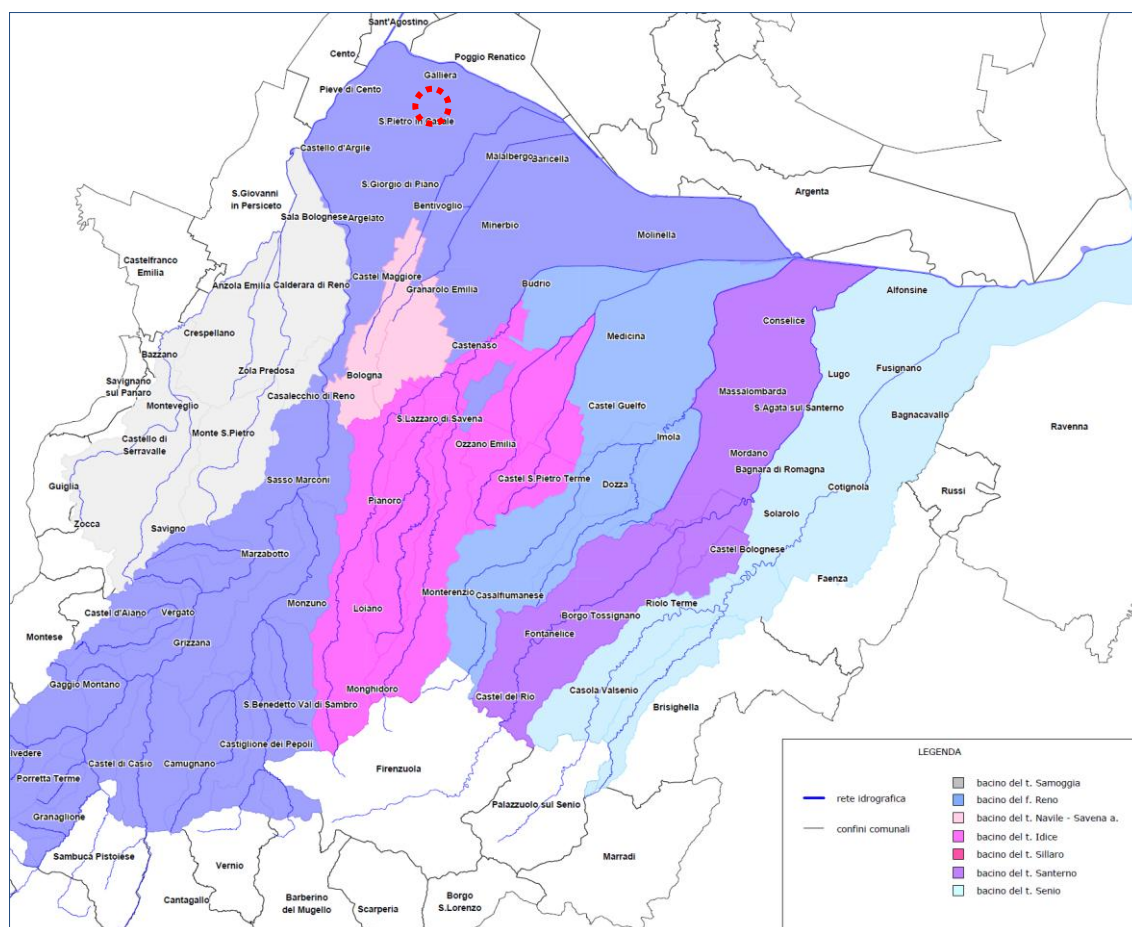 Sant'Agostino
Cento
Poggio Renatico
Galliera
Pieve di Cento
S.Pietro in Casale
Castello d'Argile
Malalbergo
Baricella
S.Giovanni
in Persiceto
S.Giorgio di Piano
Argenta
Bentivoglio
Sala Bolognese
Argelato
Minerbio
Molinella
Castelfranco
Emilia
Castel Maggiore
Anzola Emilia
Calderara di Reno
Granarolo Emilia
Budrio
Alfonsine
Conselice
Crespellano
Medicina
Castenaso
Bazzano
Zola Predosa
Bologna
Lugo
Fusignano
Savignano
sul Panaro
Casalecchio di Reno
Massalombarda
Monteveglio
Castel Guelfo
S.Agata sul Santerno
Bagnacavallo
S.Lazzaro di Savena
Ravenna
Castello di
Serravalle
Monte S.Pietro
Ozzano Emilia
Imola
Mordano
Bagnara di Romagna
Sasso Marconi
Castel S.Pietro Terme
Dozza
Cotignola
Guiglia
Russi
Pianoro
Zocca
Savigno
Solarolo
Marzabotto
Castel Bolognese
Faenza
Monterenzio
Casalfiumanese
Castel d'Aiano
Vergato
Monzuno
Loiano
Riolo Terme
Borgo Tossignano
Montese
Grizzana
Fontanelice
Gaggio Montano
Monghidoro
Castel del Rio
Casola Valsenio
S.Benedetto Val di Sambro
Brisighella
Castiglione dei Pepoli
lvedere
Castel di Casio
Camugnano
Firenzuola
Porretta Terme
Palazzuolo sul Senio
Granaglione
Sambuca Pistoiese
Vernio
Marradi
Cantagallo
Barberino
del Mugello
Scarperia
Borgo
S.Lorenzo
LEGENDA
rete idrografica
confini comunali
bacino del t. Samoggia
bacino del f. Reno
bacino del t. Navile - Savena a.
bacino del t. Idice
bacino del t. Sillaro
bacino del t. Santerno
bacino del t. Senio